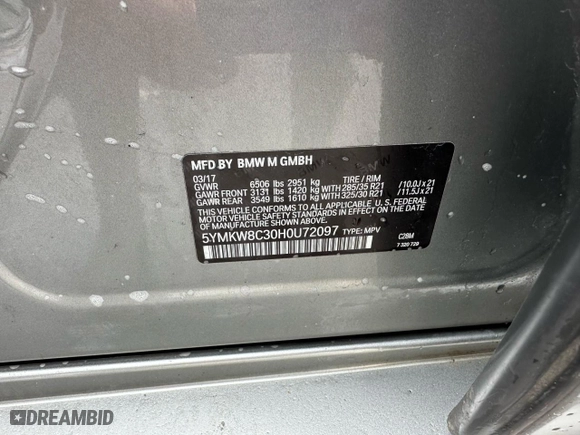 MFD BY BMW M GMBH
03/17
GVWR 6506 lbs 2951 kg TIRE / RIM
GAWR FRONT 3131 lbs 1420 kg WITH 285/35 R21 /10.0J x 21
GAWR REAR 3549 lbs 1610 kg WITH 325/30 R21 /11.5J x 21
THIS VEHICLE CONFORMS TO ALL APPLICABLE U. S. FEDERAL
MOTOR VEHICLE SAFETY STANDARDS IN EFFECT ON THE
DATE OF MANUFACTURE SHOWN ABOVE.
5YMKW8C30H0U72097 TYPE: MPV C28M
7 320 729
DREAMBID